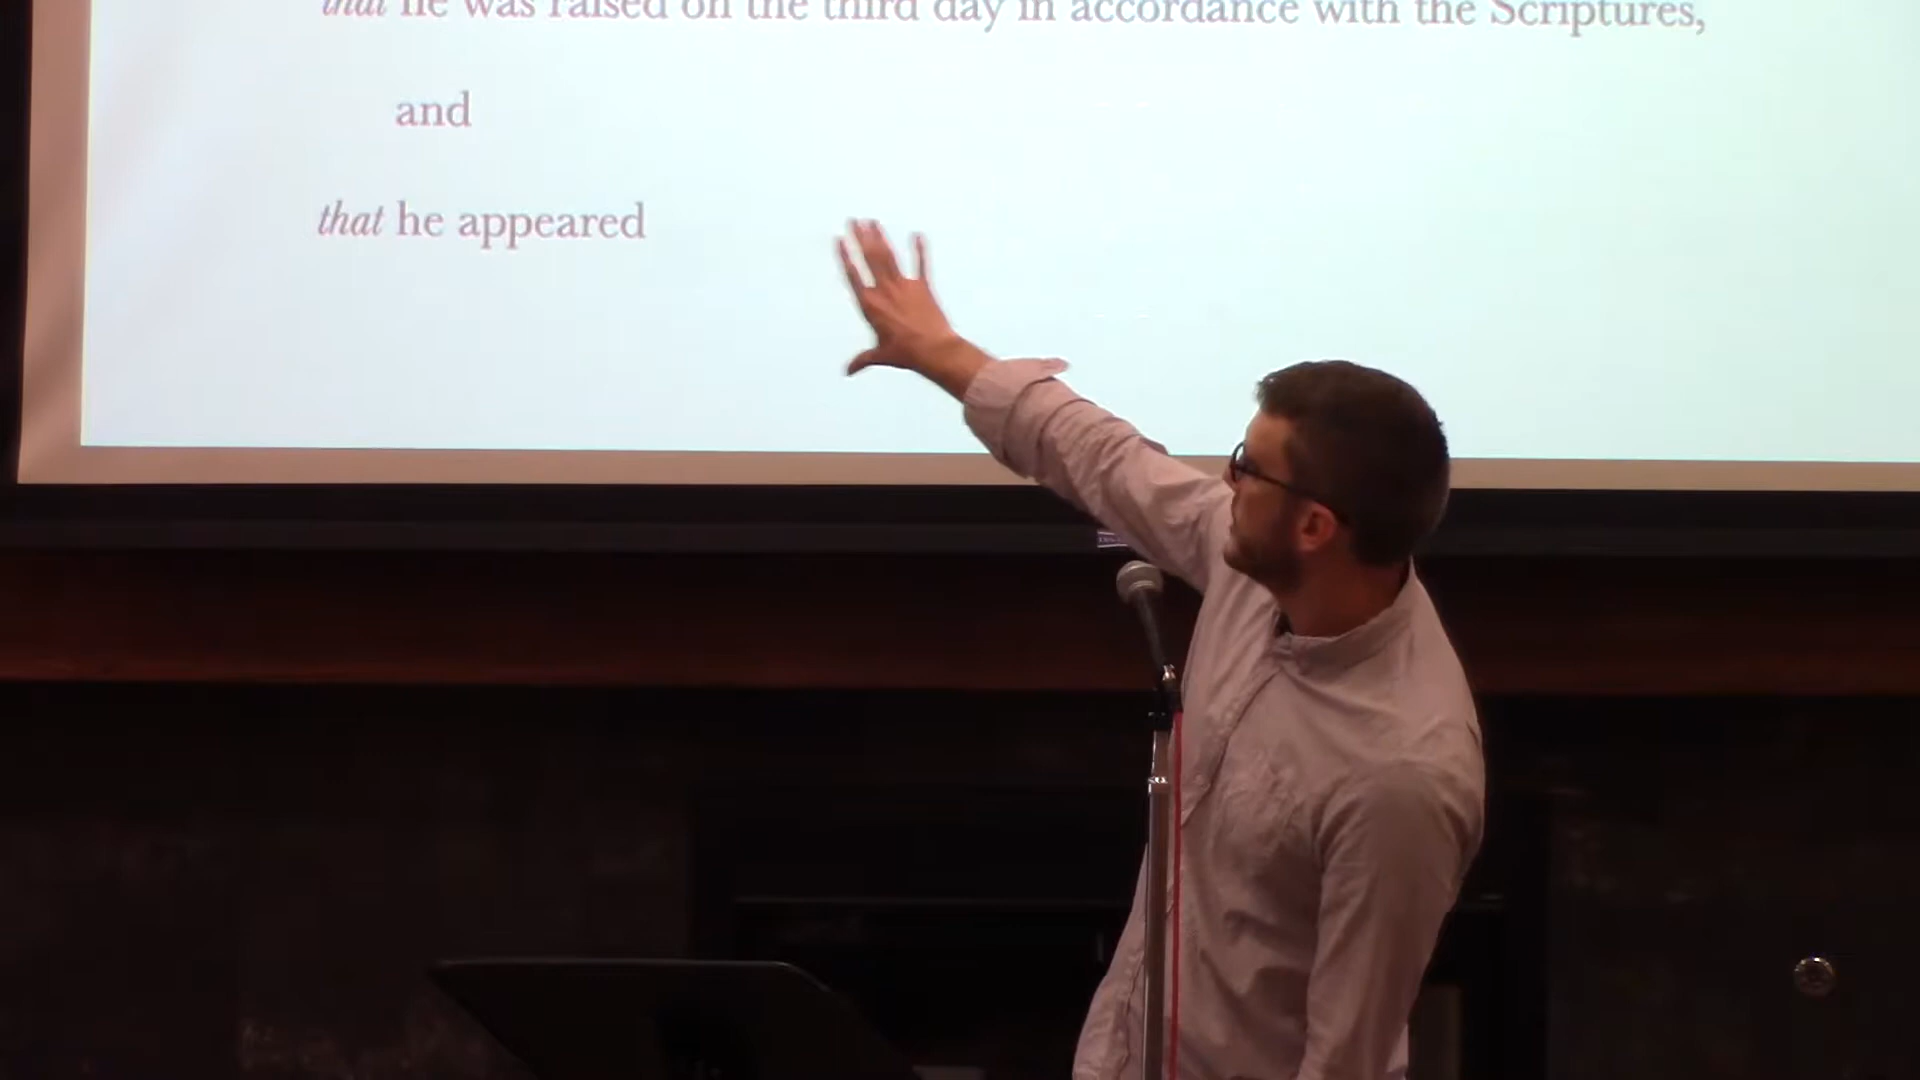 that he was raised on the third day in accordance with the Scriptures,
and
that he appeared